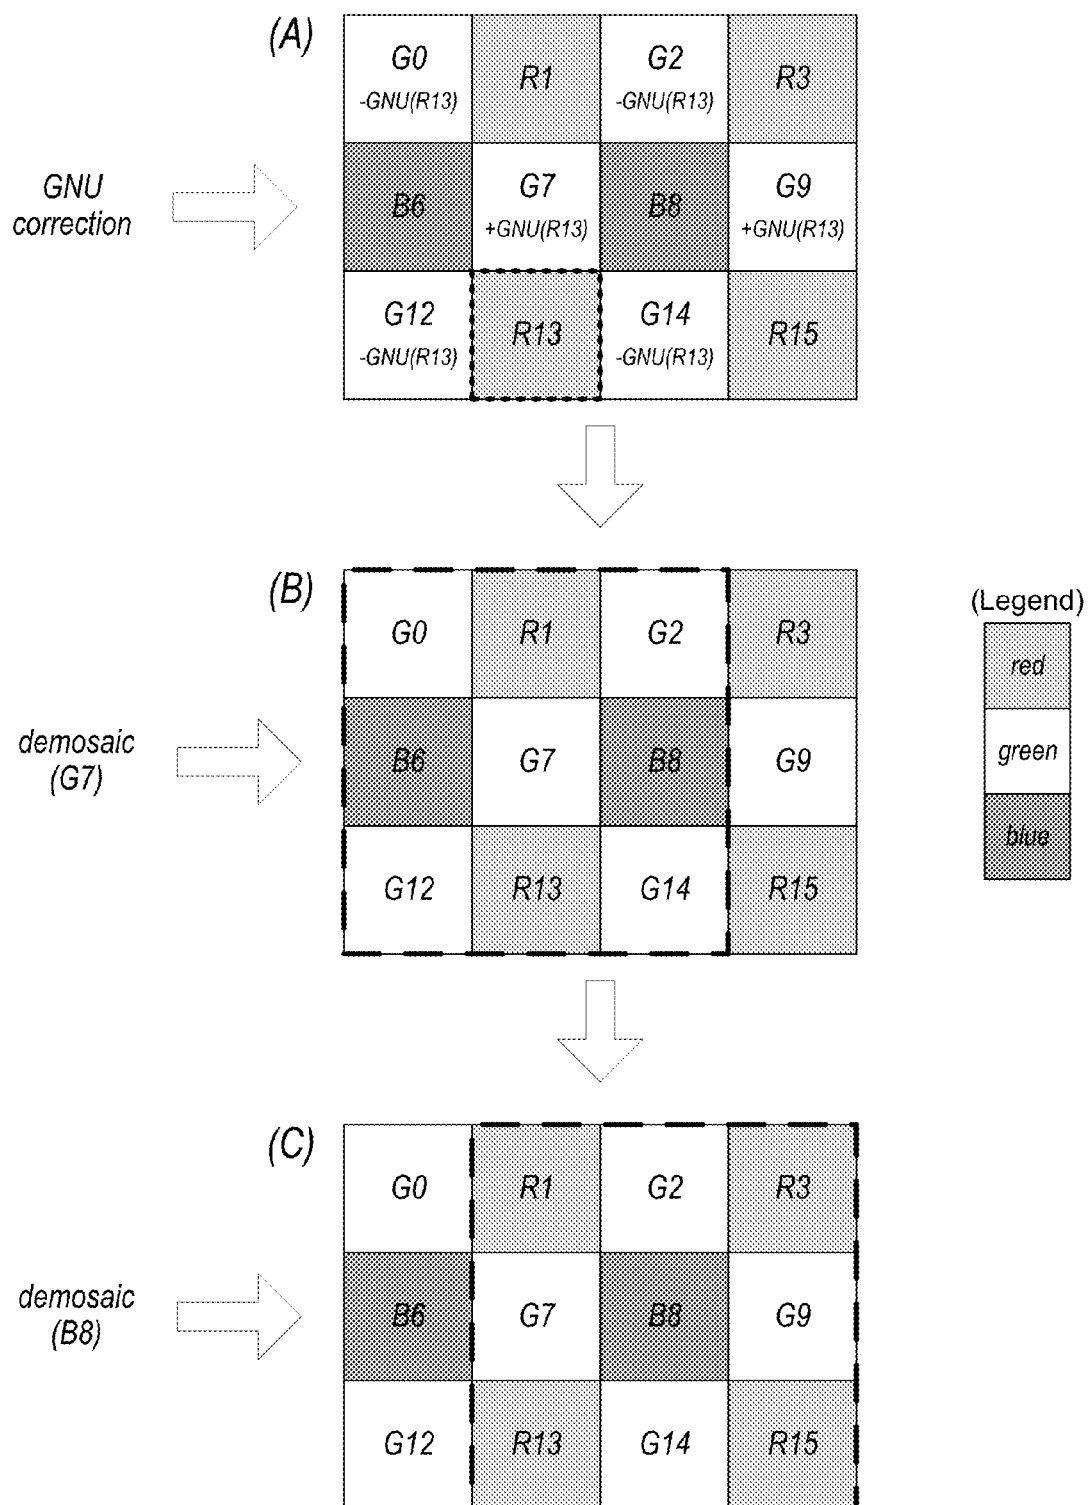 (A)
G0 R1 G2 R3
-GNU(R13) -GNU(R13)
GNU
correction
B6 G7 B8 G9
+GNU(R13) +GNU(R13)
G12 R13 G14 R15
-GNU(R13) -GNU(R13)
(B)
G0 R1 G2 R3
demosaic
(G7)
B6 G7 B8 G9
G12 R13 G14 R15
(Legend)
red
green
blue
(C)
G0 R1 G2 R3
demosaic
(B8)
B6 G7 B8 G9
G12 R13 G14 R15